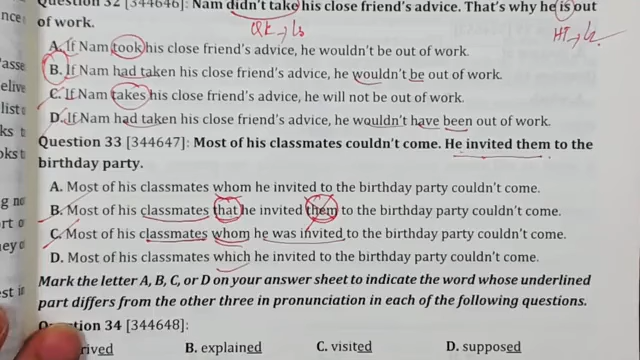 Question 32 [344646]: Nam didn't take his close friend's advice. That's why he is out
of work.
QK → Ls
HT → Ls
A. If Nam took his close friend's advice, he wouldn't be out of work.
B. If Nam had taken his close friend's advice, he wouldn't be out of work.
C. If Nam takes his close friend's advice, he will not be out of work.
D. If Nam had taken his close friend's advice, he wouldn't have been out of work.
Question 33 [344647]: Most of his classmates couldn't come. He invited them to the
birthday party.
A. Most of his classmates whom he invited to the birthday party couldn't come.
B. Most of his classmates that he invited them to the birthday party couldn't come.
C. Most of his classmates whom he was invited to the birthday party couldn't come.
D. Most of his classmates which he invited to the birthday party couldn't come.
Mark the letter A, B, C, or D on your answer sheet to indicate the word whose underlined
part differs from the other three in pronunciation in each of the following questions.
Question 34 [344648]:
rived B. explained C. visited D. supposed